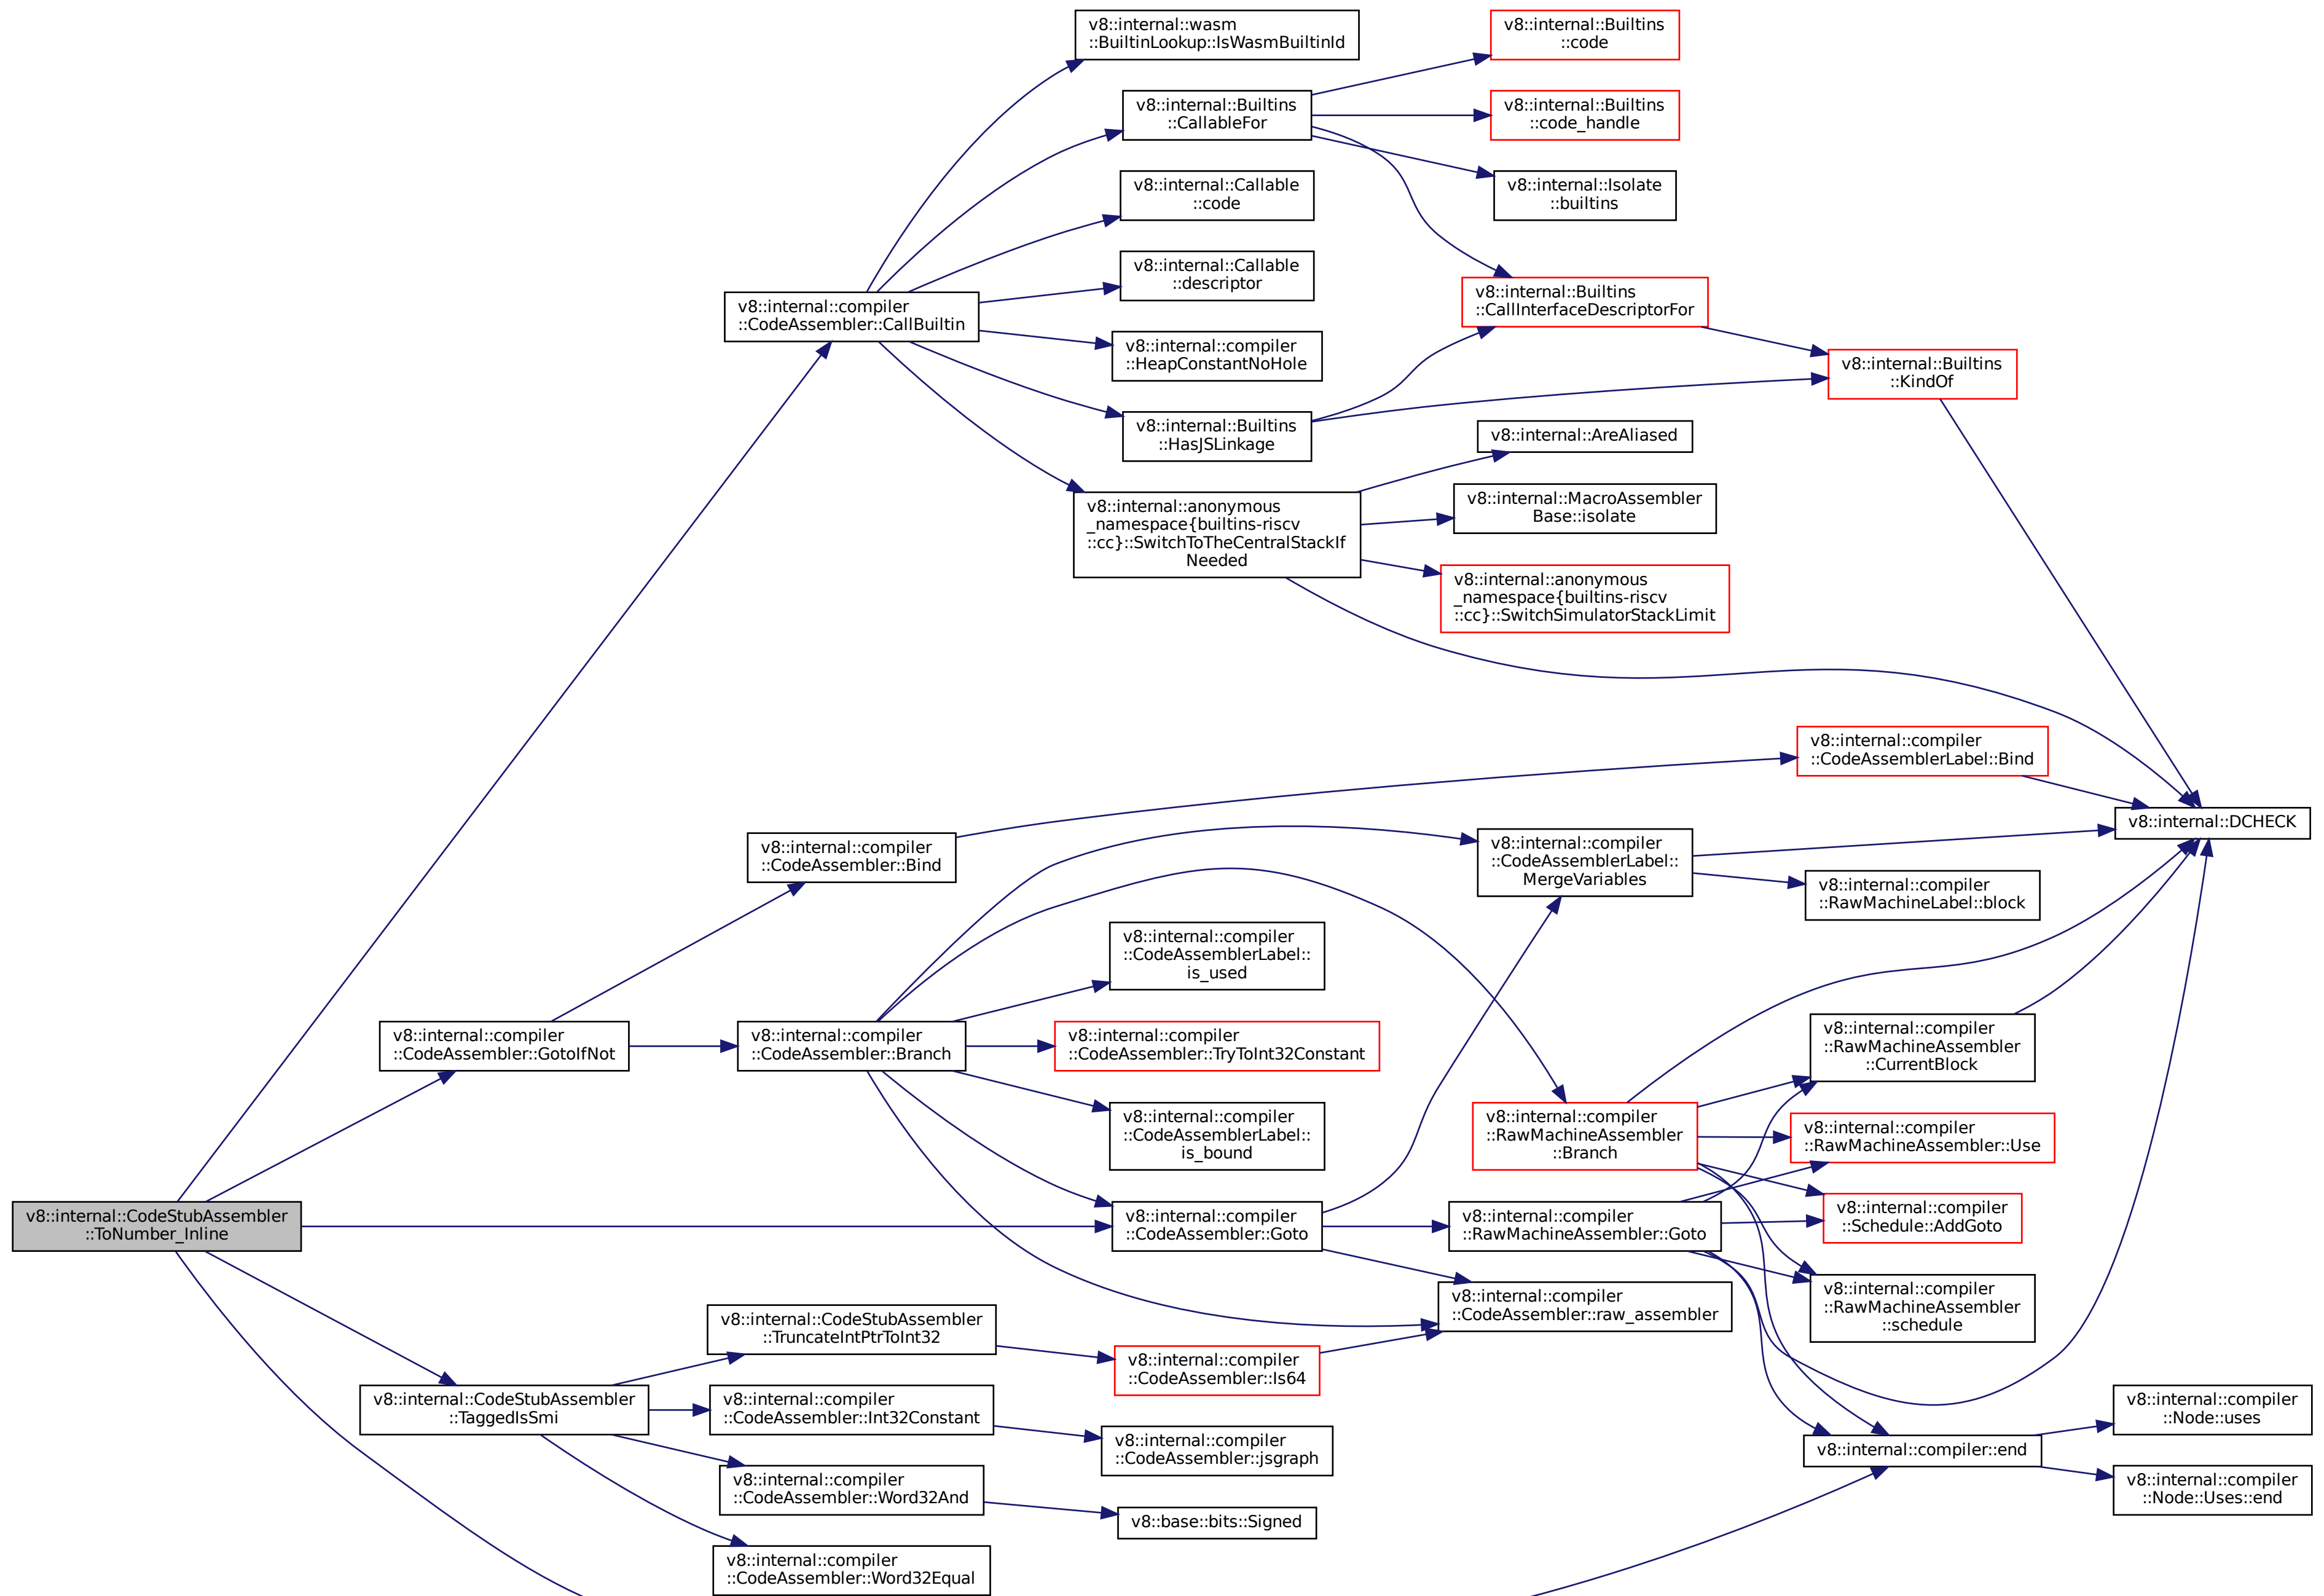 v8::internal::wasm
::BuiltinLookup::IsWasmBuiltinId
v8::internal::Builtins
::code
v8::internal::Builtins
::CallableFor
v8::internal::Builtins
::code_handle
v8::internal::Callable
::code
v8::internal::Isolate
::builtins
v8::internal::Callable
::descriptor
v8::internal::compiler
::CodeAssembler::CallBuiltin
v8::internal::Builtins
::CallInterfaceDescriptorFor
v8::internal::compiler
::HeapConstantNoHole
v8::internal::Builtins
::KindOf
v8::internal::Builtins
::HasJSLinkage
v8::internal::AreAliased
v8::internal::anonymous
_namespace{builtins-riscv
::cc}::SwitchToTheCentralStackIf
Needed
v8::internal::MacroAssembler
Base::isolate
v8::internal::anonymous
_namespace{builtins-riscv
::cc}::SwitchSimulatorStackLimit
v8::internal::compiler
::CodeAssemblerLabel::Bind
v8::internal::DCHECK
v8::internal::compiler
::CodeAssembler::Bind
v8::internal::compiler
::CodeAssemblerLabel::
MergeVariables
v8::internal::compiler
::RawMachineLabel::block
v8::internal::compiler
::CodeAssemblerLabel::
is_used
v8::internal::compiler
::CodeAssembler::GotoIfNot
v8::internal::compiler
::CodeAssembler::Branch
v8::internal::compiler
::CodeAssembler::TryToInt32Constant
v8::internal::compiler
::RawMachineAssembler
::CurrentBlock
v8::internal::compiler
::CodeAssemblerLabel::
is_bound
v8::internal::compiler
::RawMachineAssembler
::Branch
v8::internal::compiler
::RawMachineAssembler::Use
v8::internal::CodeStubAssembler
::ToNumber_Inline
v8::internal::compiler
::CodeAssembler::Goto
v8::internal::compiler
::RawMachineAssembler::Goto
v8::internal::compiler
::Schedule::AddGoto
v8::internal::compiler
::CodeAssembler::raw_assembler
v8::internal::compiler
::RawMachineAssembler
::schedule
v8::internal::CodeStubAssembler
::TruncateIntPtrToInt32
v8::internal::compiler
::CodeAssembler::Is64
v8::internal::CodeStubAssembler
::TaggedIsSmi
v8::internal::compiler
::CodeAssembler::Int32Constant
v8::internal::compiler
::CodeAssembler::jsgraph
v8::internal::compiler::end
v8::internal::compiler
::Node::uses
v8::internal::compiler
::Node::Uses::end
v8::internal::compiler
::CodeAssembler::Word32And
v8::base::bits::Signed
v8::internal::compiler
::CodeAssembler::Word32Equal